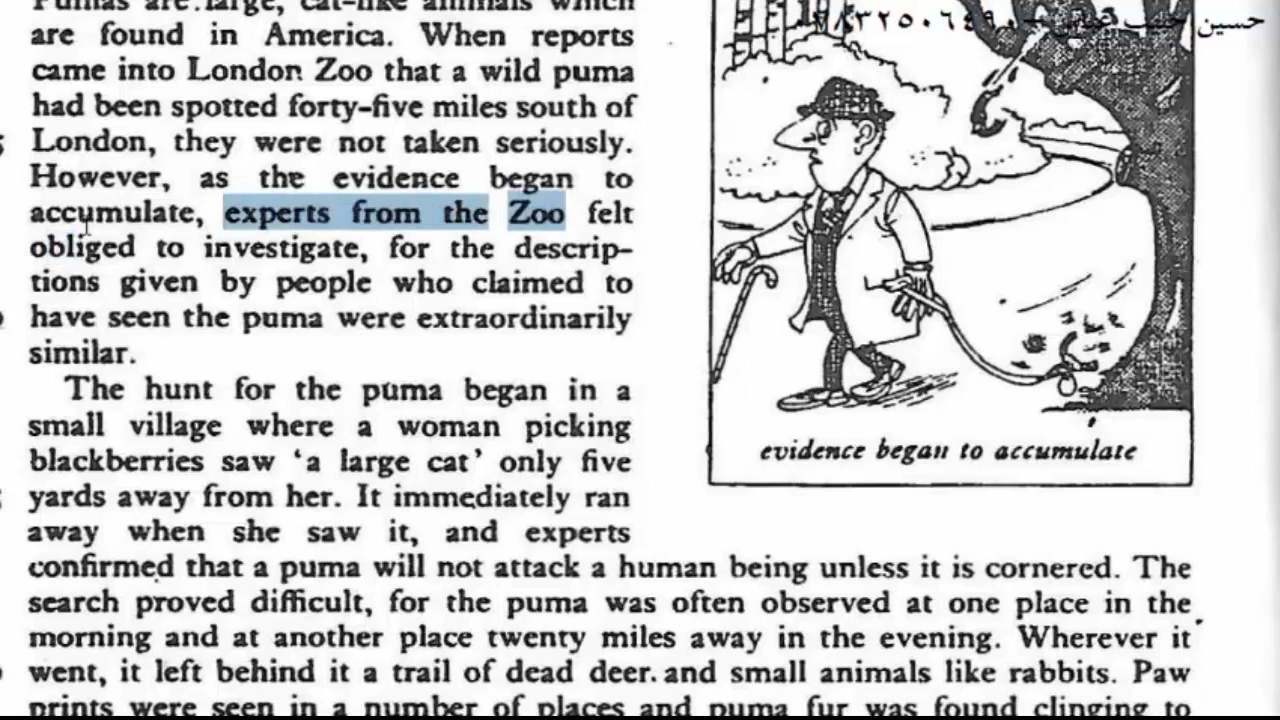 Pumas are large, cat-like animals which
are found in America. When reports
came into London Zoo that a wild puma
had been spotted forty-five miles south of
London, they were not taken seriously.
However, as the evidence began to
accumulate, experts from the Zoo felt
obliged to investigate, for the descrip-
tions given by people who claimed to
have seen the puma were extraordinarily
similar.
The hunt for the puma began in a
small village where a woman picking
blackberries saw ‘a large cat’ only five
yards away from her. It immediately ran
away when she saw it, and experts
confirmed that a puma will not attack a human being unless it is cornered. The
search proved difficult, for the puma was often observed at one place in the
morning and at another place twenty miles away in the evening. Wherever it
went, it left behind it a trail of dead deer.and small animals like rabbits. Paw
prints were seen in a number of places and puma fur was found clinging to
حسين حبيب
evidence began to accumulate